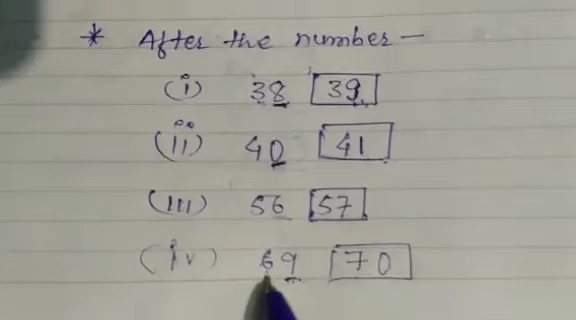 * After the number —
(i) 38 39
(ii) 40 41
(iii) 56 57
(iv) 69 70